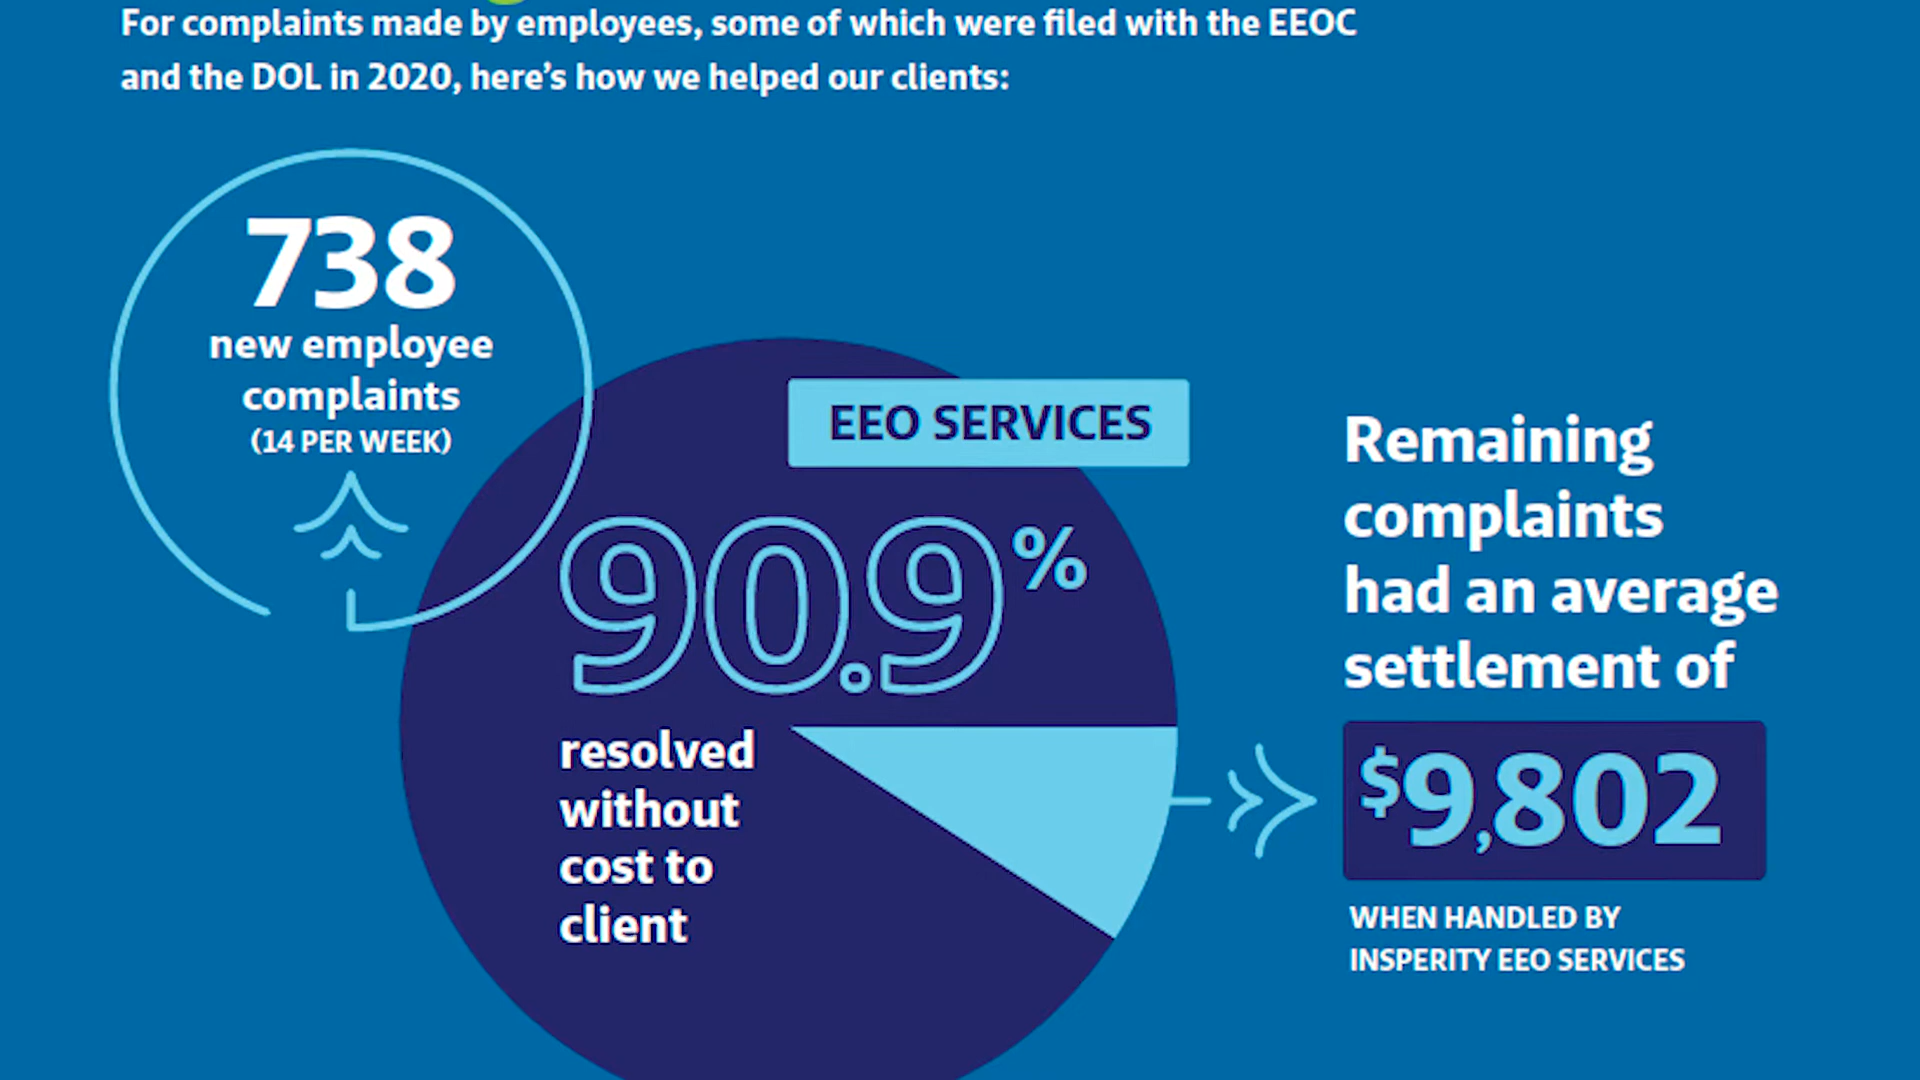 For complaints made by employees, some of which were filed with the EEOC
and the DOL in 2020, here's how we helped our clients:
738
new employee
complaints
(14 PER WEEK)
EEO SERVICES
90.9%
resolved
without
cost to
client
Remaining
complaints
had an average
settlement of
$9,802
WHEN HANDLED BY
INSPERITY EEO SERVICES